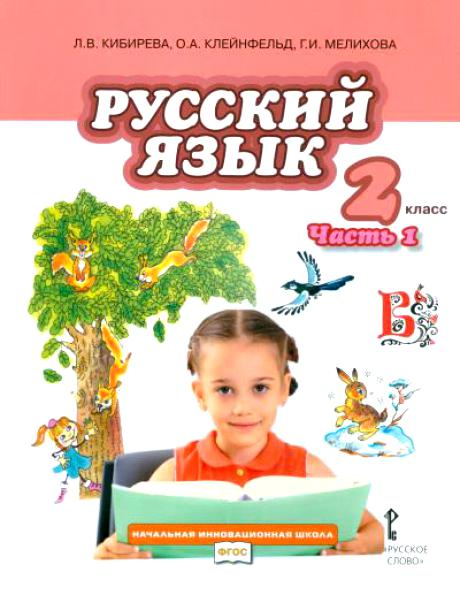 Л.В. КИБИРЕВА, О.А. КЛЕЙНФЕЛЬД, Г.И. МЕЛИХОВА
РУССКИЙ
ЯЗЫК
2 класс
Часть 1
В
НАЧАЛЬНАЯ ИННОВАЦИОННАЯ ШКОЛА
ФГОС
«РУССКОЕ
СЛОВО»